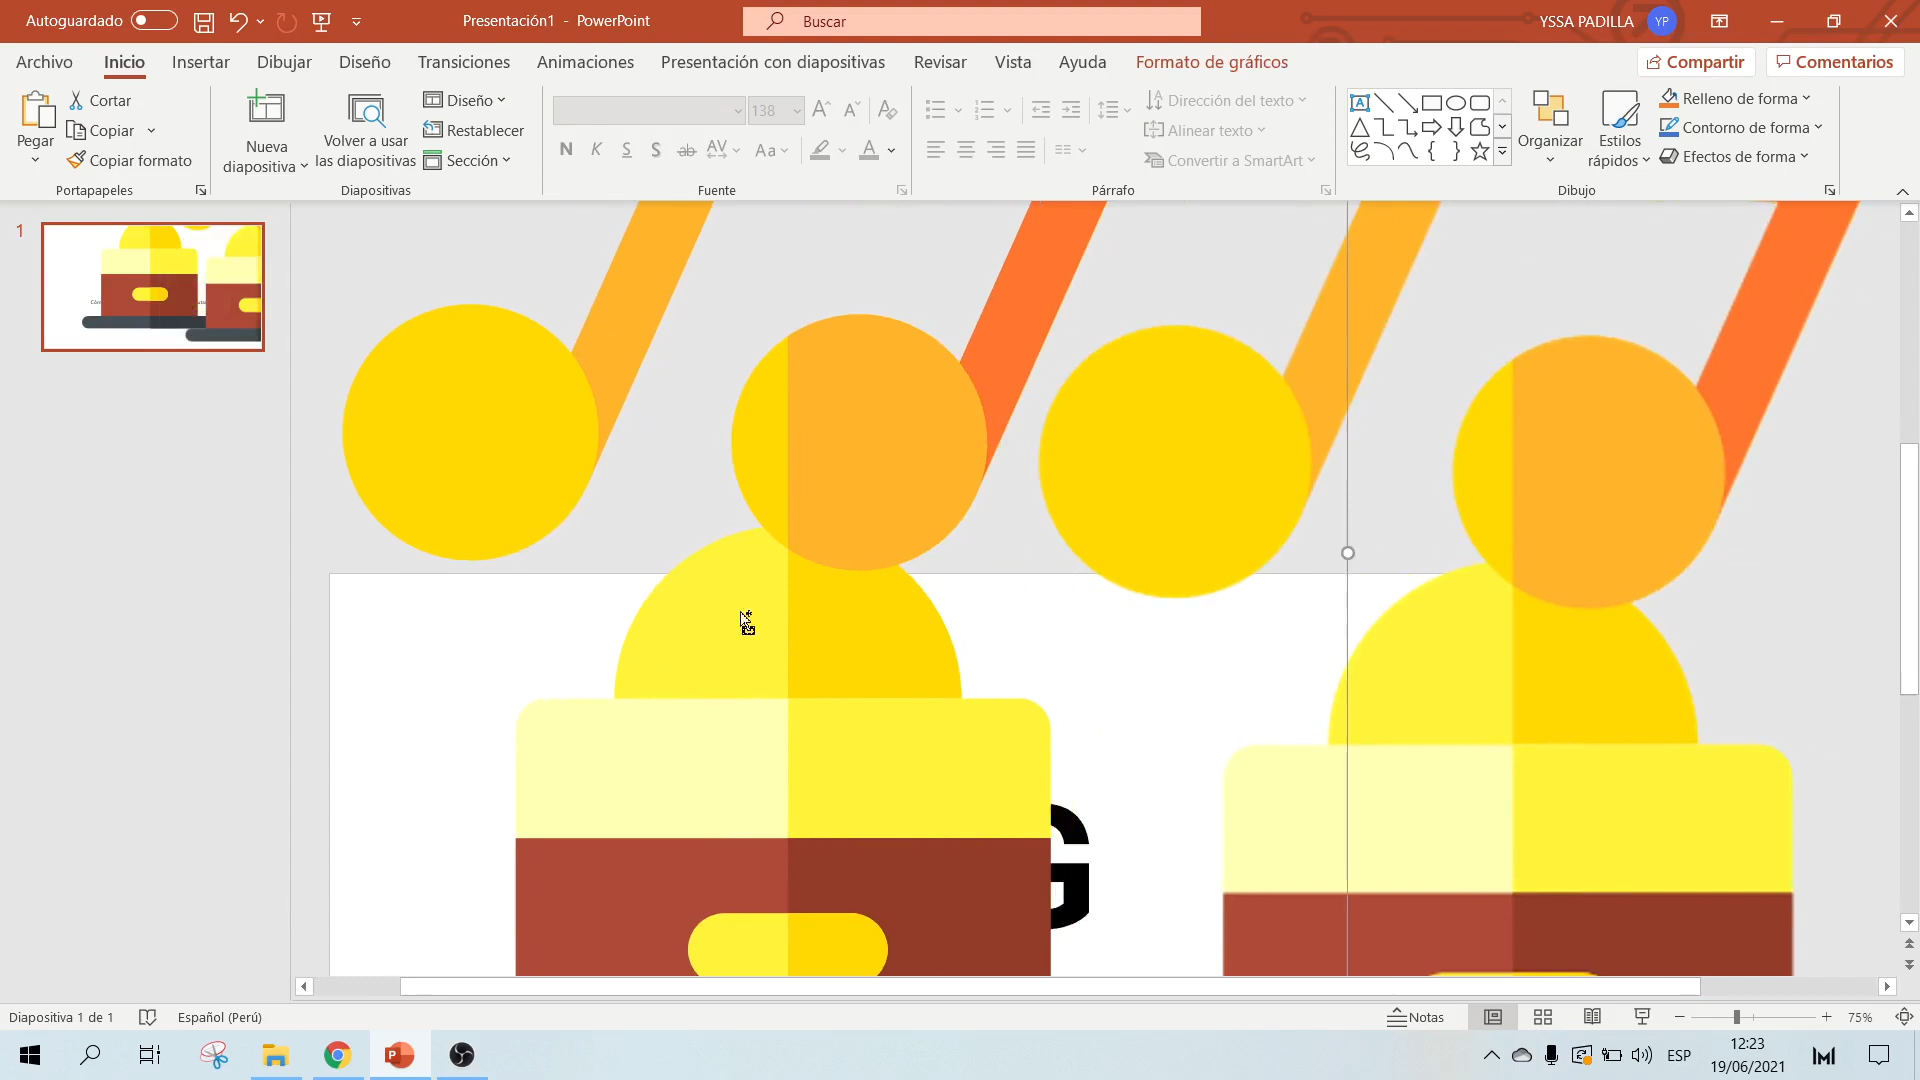 Autoguardado
Presentación1 - PowerPoint
Buscar
YSSA PADILLA
YP
Archivo
Inicio
Insertar
Dibujar
Diseño
Transiciones
Animaciones
Presentación con diapositivas
Revisar
Vista
Ayuda
Formato de gráficos
Compartir
Comentarios
Pegar
Cortar
Copiar
Copiar formato
Portapapeles
Nueva
diapositiva
Volver a usar
las diapositivas
Diseño
Restablecer
Sección
Diapositivas
138
N K S S ab AV Aa A
Fuente
Dirección del texto
Alinear texto
Convertir a SmartArt
Párrafo
Organizar
Estilos
rápidos
Relleno de forma
Contorno de forma
Efectos de forma
Dibujo
1
G
Diapositiva 1 de 1
Español (Perú)
Notas
75%
ESP
12:23
19/06/2021